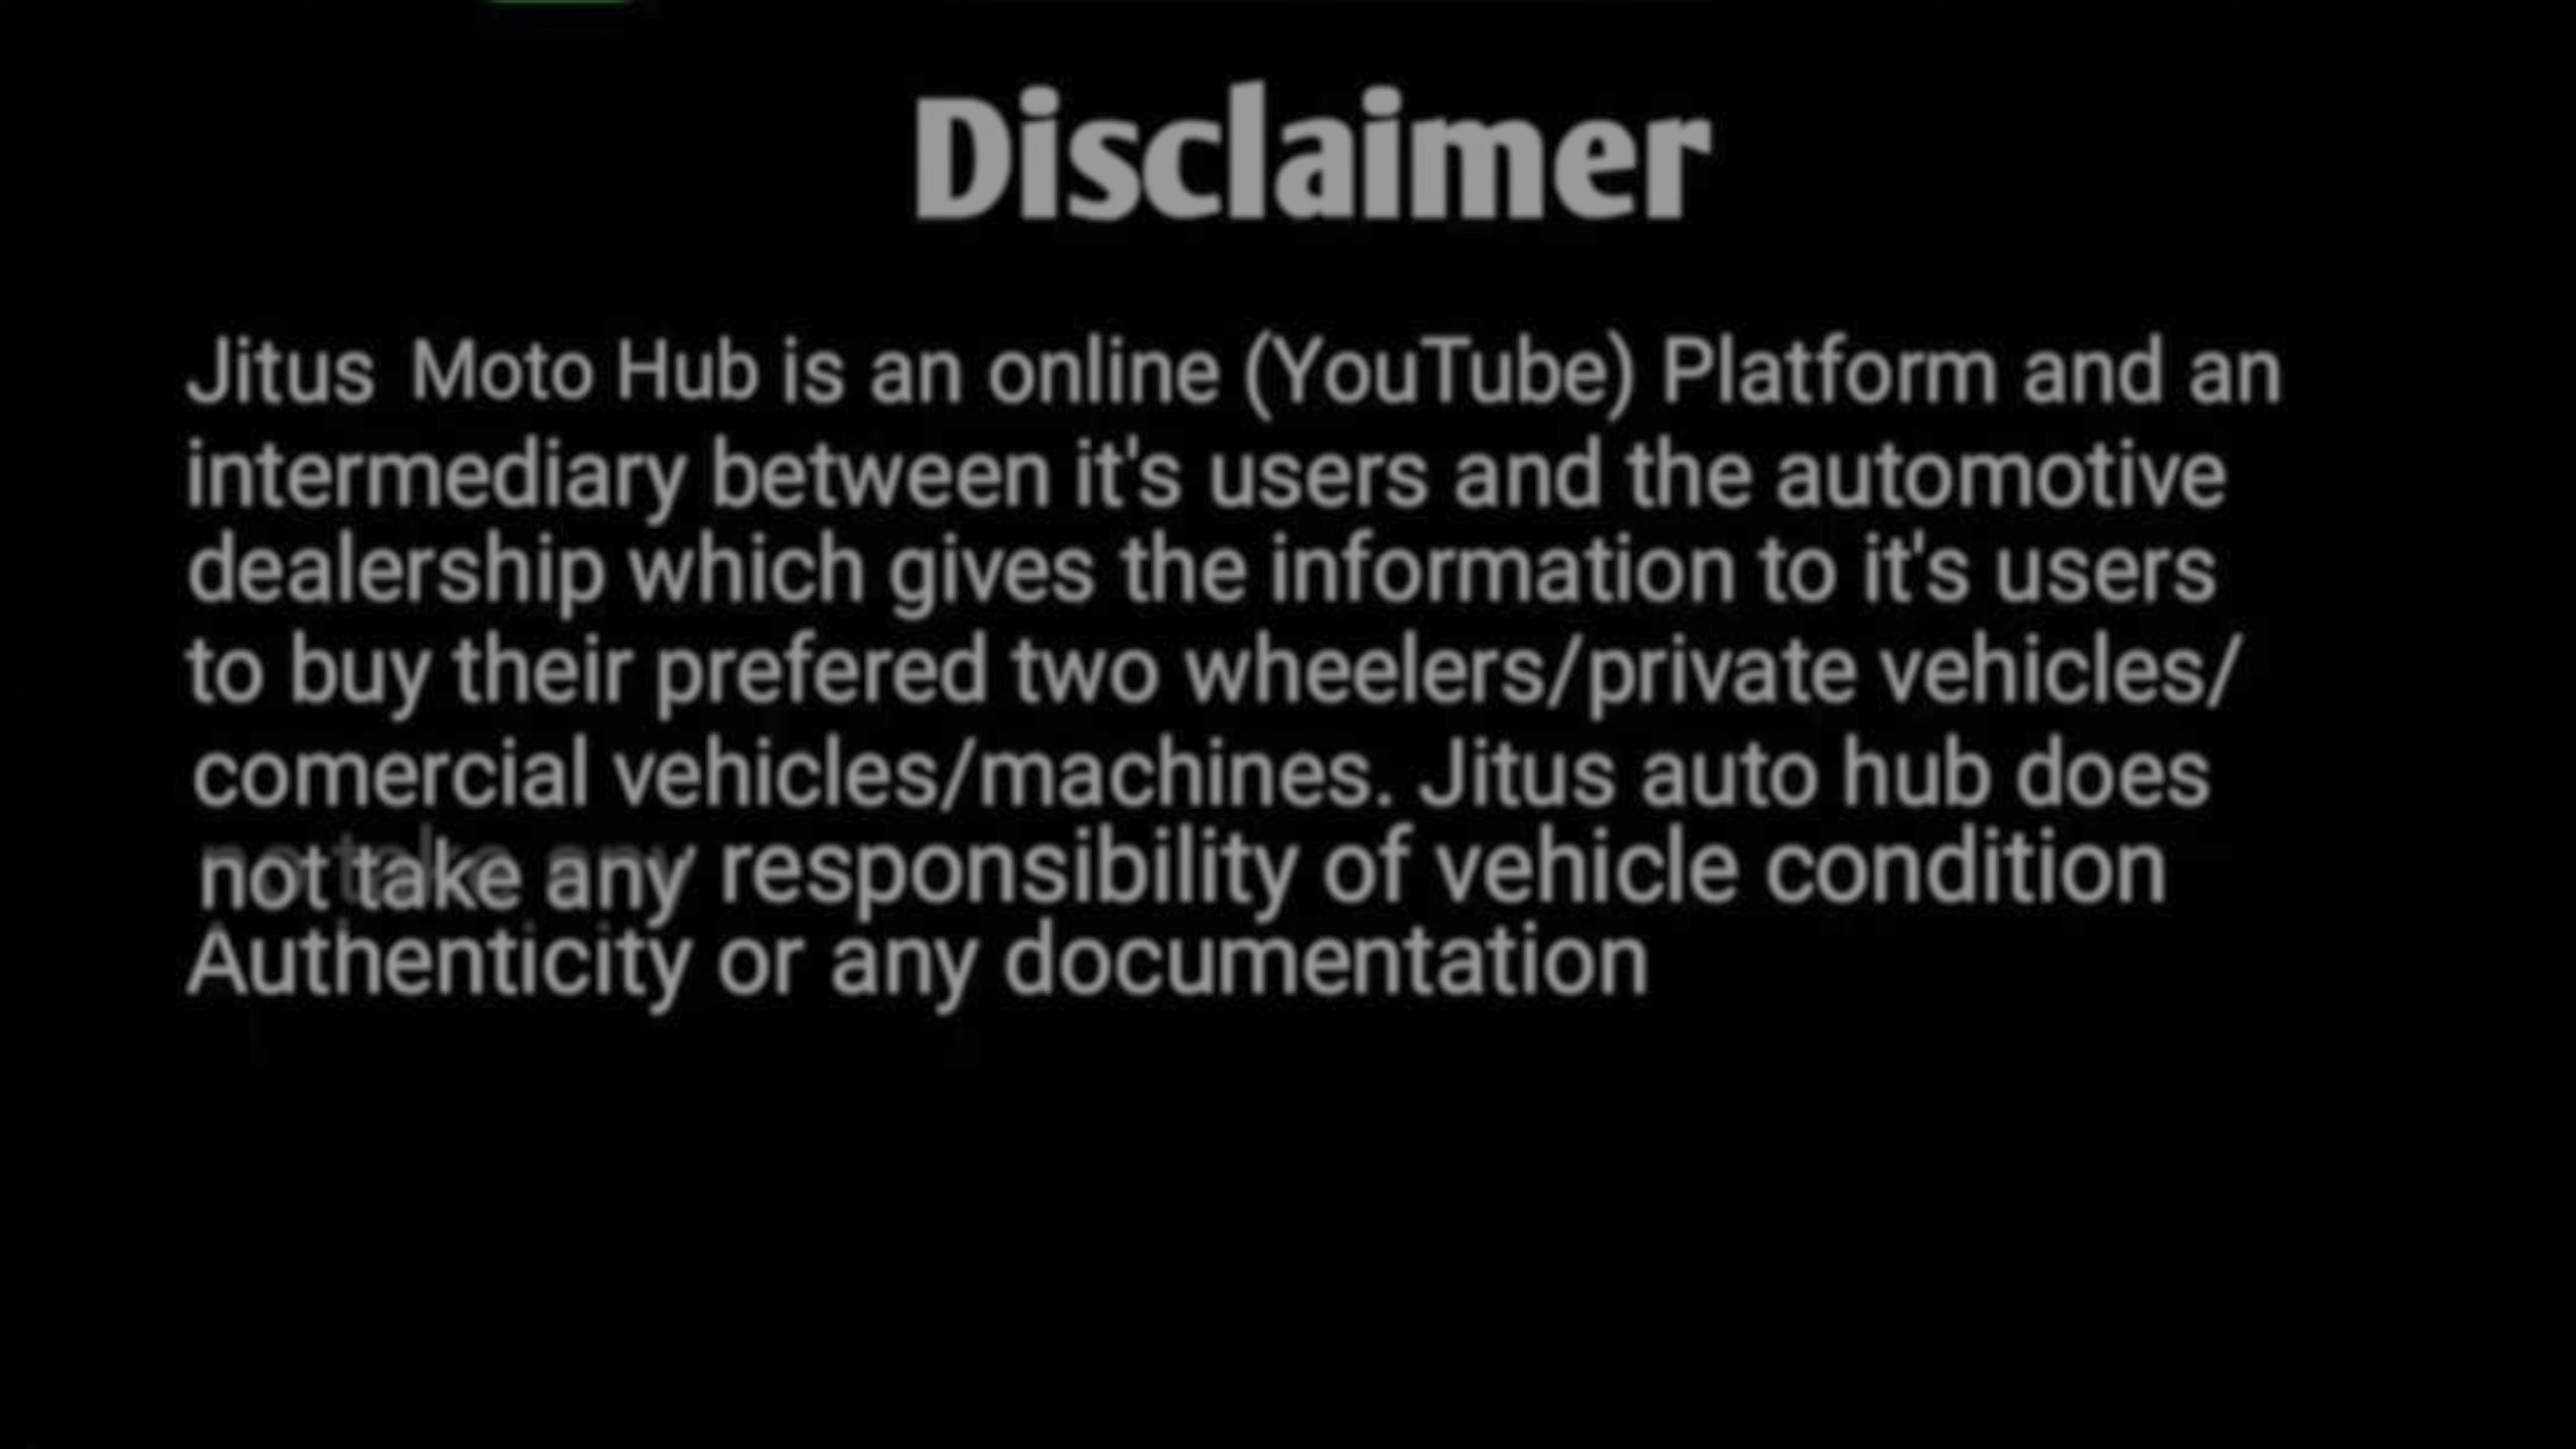 Disclaimer
Jitus Moto Hub is an online (YouTube) Platform and an
intermediary between it's users and the automotive
dealership which gives the information to it's users
to buy their prefered two wheelers/private vehicles/
comercial vehicles/machines. Jitus auto hub does
not take any responsibility of vehicle condition
Authenticity or any documentation